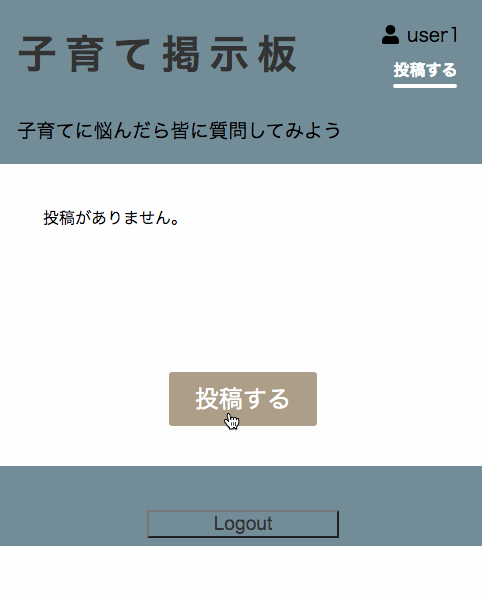 子育て掲示板
user1
投稿する
子育てに悩んだら皆に質問してみよう
投稿がありません。
投稿する
Logout